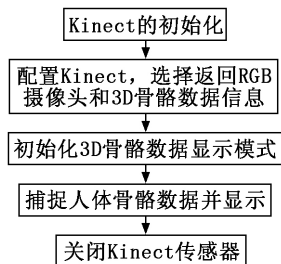 Kinect的初始化
配置Kinect，选择返回RGB
摄像头和3D骨骼数据信息
初始化3D骨骼数据显示模式
捕捉人体骨骼数据并显示
关闭Kinect传感器